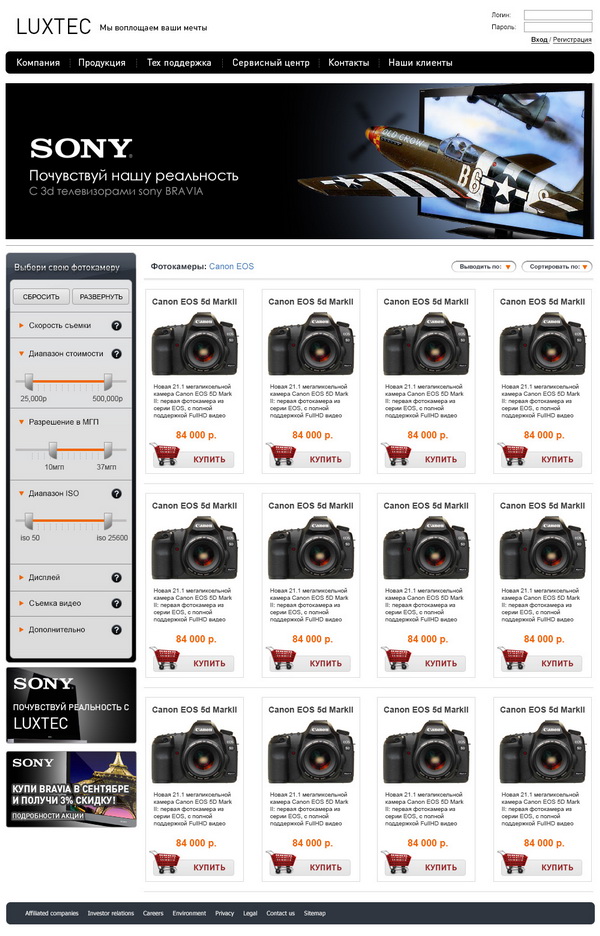 LUXTEC Мы воплощаем ваши мечты
Логин:
Пароль:
Вход / Регистрация
Компания Продукция Тех поддержка Сервисный центр Контакты Наши клиенты
SONY
Почувствуй нашу реальность
С 3d телевизорами sony BRAVIA
OLD CROW
B6
Выбери свою фотокамеру
СБРОСИТЬ РАЗВЕРНУТЬ
Скорость съемки ?
Диапазон стоимости ?
25,000р 500,000р
Разрешение в МГП
10мгп 37мгп
Диапазон ISO ?
iso 50 iso 25600
Дисплей ?
Съемка видео ?
Дополнительно ?
SONY
ПОЧУВСТВУЙ РЕАЛЬНОСТЬ С
LUXTEC
SONY
КУПИ BRAVIA В СЕНТЯБРЕ
И ПОЛУЧИ 3% СКИДКУ!
ПОДРОБНОСТИ АКЦИИ
Фотокамеры: Canon EOS Выводить по: Сортировать по:
Canon EOS 5d MarkII Canon EOS 5d MarkII Canon EOS 5d MarkII Canon EOS 5d MarkII
Canon Canon Canon Canon
Новая 21.1 мегапиксельной Новая 21.1 мегапиксельной Новая 21.1 мегапиксельной Новая 21.1 мегапиксельной
камера Canon EOS 5D Mark камера Canon EOS 5D Mark камера Canon EOS 5D Mark камера Canon EOS 5D Mark
II: первая фотокамера из II: первая фотокамера из II: первая фотокамера из II: первая фотокамера из
серии EOS, с полной серии EOS, с полной серии EOS, с полной серии EOS, с полной
поддержкой FullHD видео поддержкой FullHD видео поддержкой FullHD видео поддержкой FullHD видео
84 000 р. 84 000 р. 84 000 р. 84 000 р.
КУПИТЬ КУПИТЬ КУПИТЬ КУПИТЬ
Canon EOS 5d MarkII Canon EOS 5d MarkII Canon EOS 5d MarkII Canon EOS 5d MarkII
Canon Canon Canon Canon
Новая 21.1 мегапиксельной Новая 21.1 мегапиксельной Новая 21.1 мегапиксельной Новая 21.1 мегапиксельной
камера Canon EOS 5D Mark камера Canon EOS 5D Mark камера Canon EOS 5D Mark камера Canon EOS 5D Mark
II: первая фотокамера из II: первая фотокамера из II: первая фотокамера из II: первая фотокамера из
серии EOS, с полной серии EOS, с полной серии EOS, с полной серии EOS, с полной
поддержкой FullHD видео поддержкой FullHD видео поддержкой FullHD видео поддержкой FullHD видео
84 000 р. 84 000 р. 84 000 р. 84 000 р.
КУПИТЬ КУПИТЬ КУПИТЬ КУПИТЬ
Canon EOS 5d MarkII Canon EOS 5d MarkII Canon EOS 5d MarkII Canon EOS 5d MarkII
Canon Canon Canon Canon
Новая 21.1 мегапиксельной Новая 21.1 мегапиксельной Новая 21.1 мегапиксельной Новая 21.1 мегапиксельной
камера Canon EOS 5D Mark камера Canon EOS 5D Mark камера Canon EOS 5D Mark камера Canon EOS 5D Mark
II: первая фотокамера из II: первая фотокамера из II: первая фотокамера из II: первая фотокамера из
серии EOS, с полной серии EOS, с полной серии EOS, с полной серии EOS, с полной
поддержкой FullHD видео поддержкой FullHD видео поддержкой FullHD видео поддержкой FullHD видео
84 000 р. 84 000 р. 84 000 р. 84 000 р.
КУПИТЬ КУПИТЬ КУПИТЬ КУПИТЬ
Affiliated companies Investor relations Careers Environment Privacy Legal Contact us Sitemap